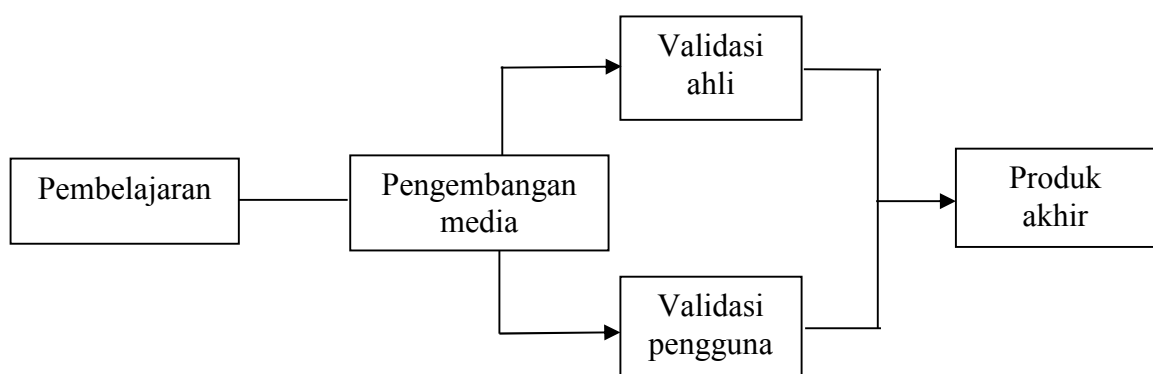 Pembelajaran
Pengembangan
media
Validasi
ahli
Validasi
pengguna
Produk
akhir